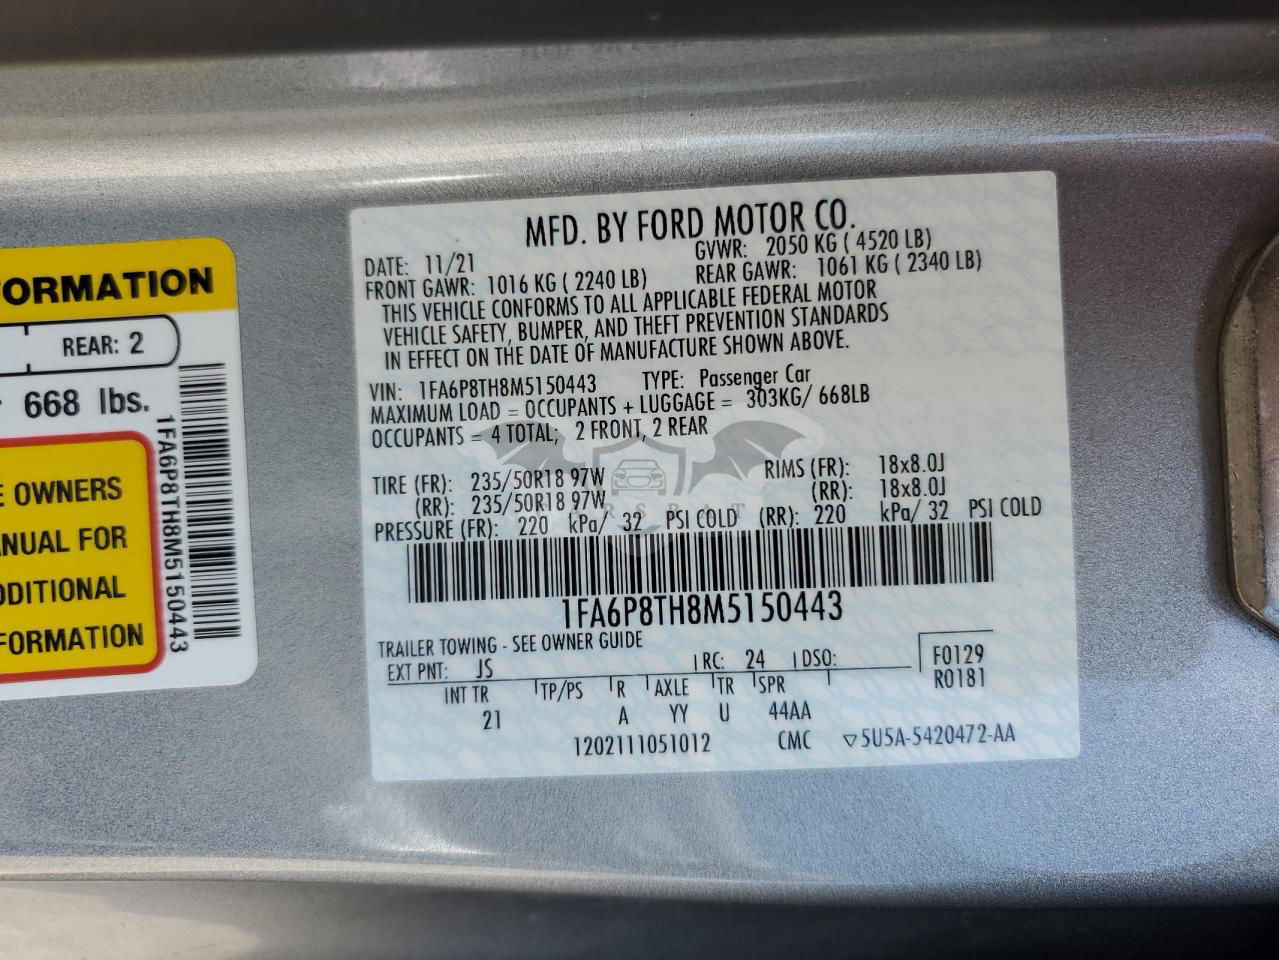 MFD. BY FORD MOTOR CO.
DATE: 11/21
GVWR: 2050 KG ( 4520 LB)
FRONT GAWR: 1016 KG ( 2240 LB)
REAR GAWR: 1061 KG ( 2340 LB)
THIS VEHICLE CONFORMS TO ALL APPLICABLE FEDERAL MOTOR
VEHICLE SAFETY, BUMPER, AND THEFT PREVENTION STANDARDS
IN EFFECT ON THE DATE OF MANUFACTURE SHOWN ABOVE.
VIN: 1FA6P8TH8M5150443 TYPE: Passenger Car
MAXIMUM LOAD = OCCUPANTS + LUGGAGE = 303KG/ 668LB
OCCUPANTS = 4 TOTAL; 2 FRONT, 2 REAR
TIRE (FR): 235/50R18 97W RIMS (FR): 18x8.0J
(RR): 235/50R18 97W (RR): 18x8.0J
PRESSURE (FR): 220 kPa/ 32 PSI COLD (RR): 220 kPa/ 32 PSI COLD
1FA6P8TH8M5150443
TRAILER TOWING - SEE OWNER GUIDE
EXT PNT: JS RC: 24 DSO: F0129
R0181
INT TR TP/PS R AXLE TR SPR
21 A YY U 44AA
1202111051012 CMC ▽5U5A-5420472-AA
ORMATION
REAR: 2
668 lbs.
OWNERS
NUAL FOR
DITIONAL
FORMATION
1FA6P8TH8M5150443